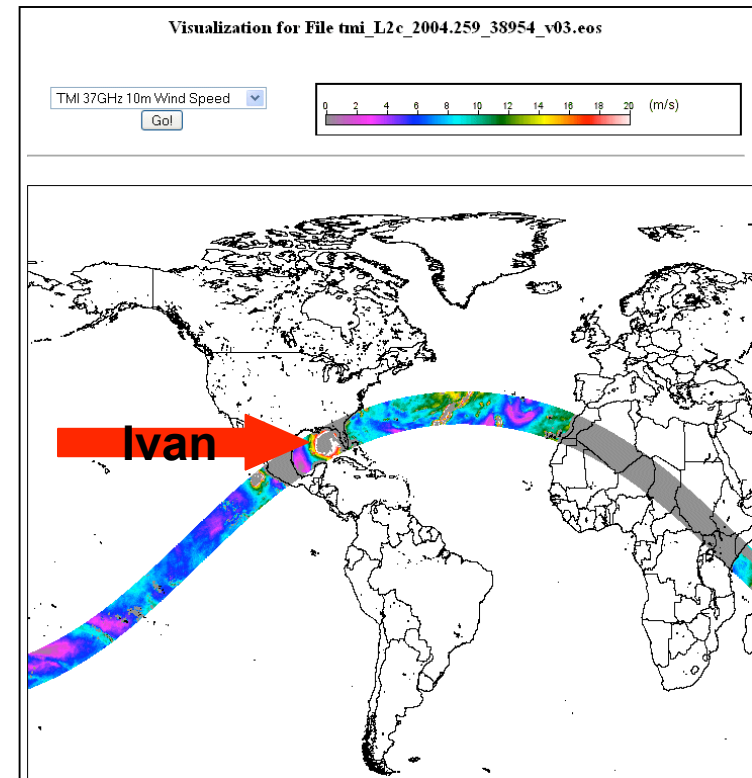 Visualization for File tmi_L2c_2004.259_38954_v03.eos
TMI 37GHz 10m Wind Speed
Go!
0 2 4 6 8 10 12 14 16 18 20 (m/s)
Ivan